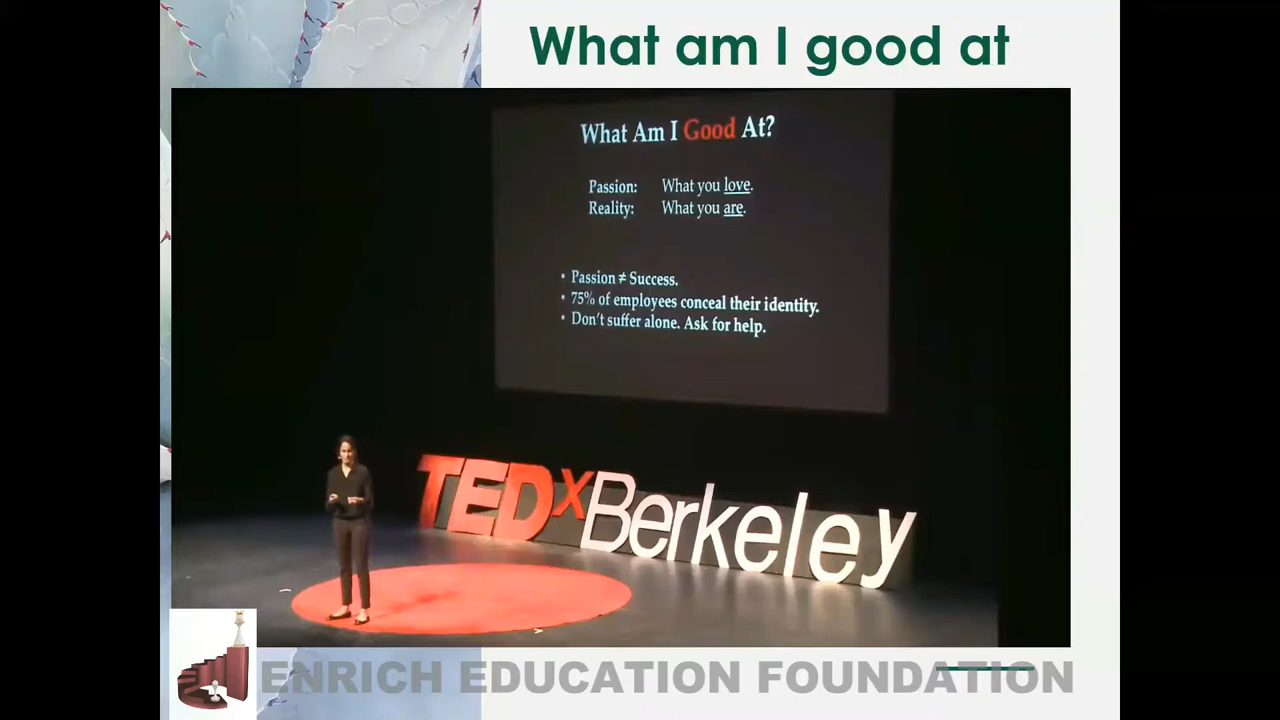 What am I good at
What Am I Good At?
Passion: What you love.
Reality: What you are.
• Passion ≠ Success.
• 75% of employees conceal their identity.
• Don't suffer alone. Ask for help.
TEDxBerkeley
ENRICH EDUCATION FOUNDATION